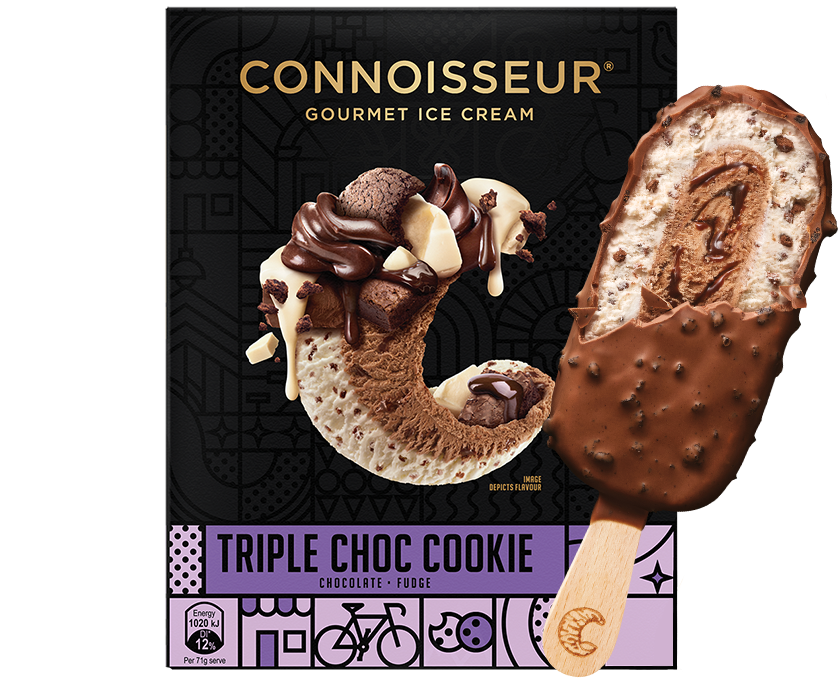 CONNOISSEUR®
GOURMET ICE CREAM
IMAGE
DEPICTS FLAVOUR
TRIPLE CHOC COOKIE
CHOCOLATE • FUDGE
Energy
1020 kJ
DI*
12%
Per 71g serve